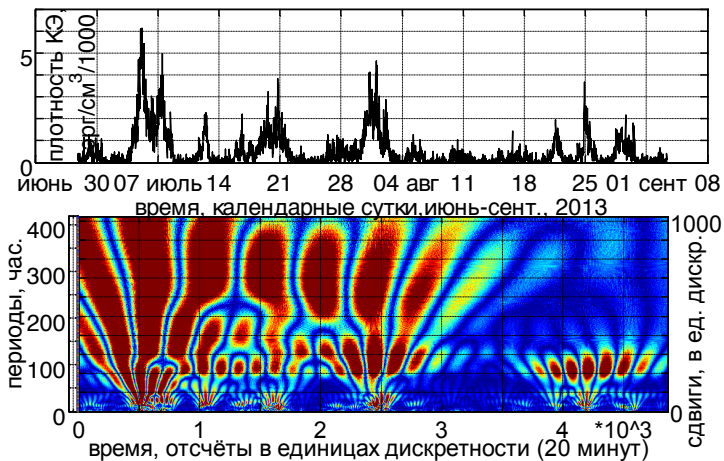 плотность КЭ,
эрг/см3/1000
5
0
июнь 30 07 июль 14 21 28 04 авг 11 18 25 01 сент 08
время, календарные сутки,июнь-сент., 2013
400
300
200
100
0
периоды, час.
1000
0
сдвиги, в ед. дискр..
0 1 2 3 4 *10^3
время, отсчёты в единицах дискретности (20 минут)